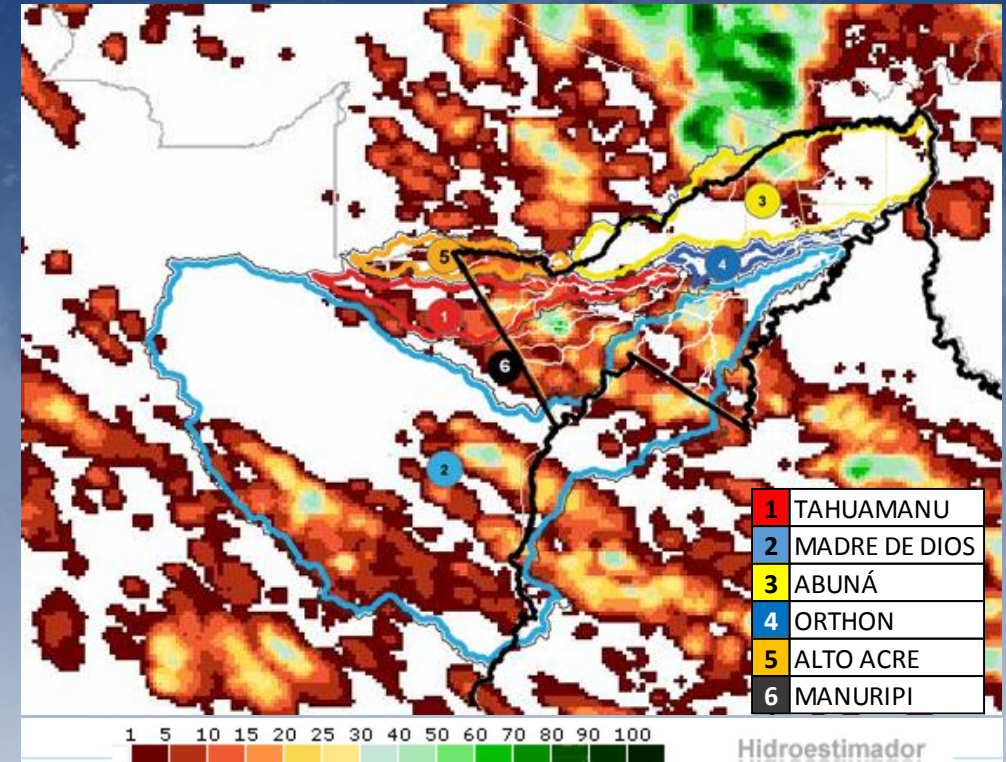 3
5
4
1
6
2
1 TAHUAMANU
2 MADRE DE DIOS
3 ABUNÁ
4 ORTHON
5 ALTO ACRE
6 MANURIPI
1 5 10 15 20 25 30 40 50 60 70 80 90 100
Hidroestimador